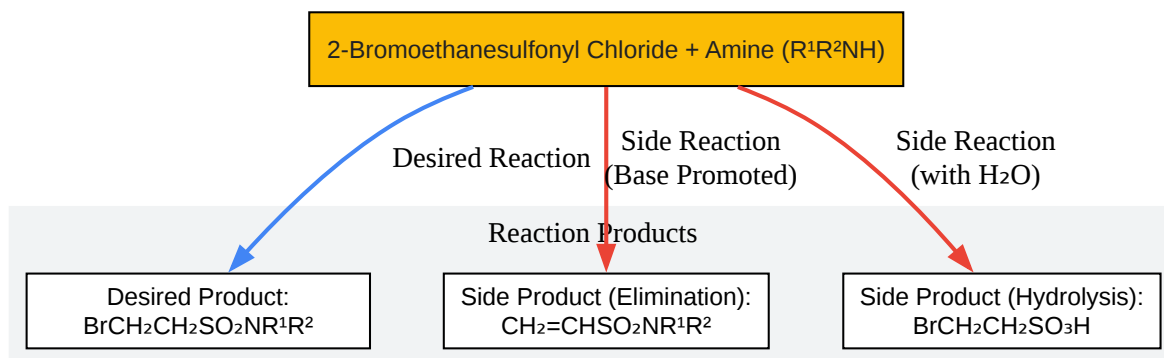 2-Bromoethanesulfonyl Chloride + Amine (R¹R²NH)
Desired Reaction
Side Reaction
(Base Promoted)
Side Reaction
(with H₂O)
Reaction Products
Desired Product:
BrCH₂CH₂SO₂NR¹R²
Side Product (Elimination):
CH₂=CHSO₂NR¹R²
Side Product (Hydrolysis):
BrCH₂CH₂SO₃H